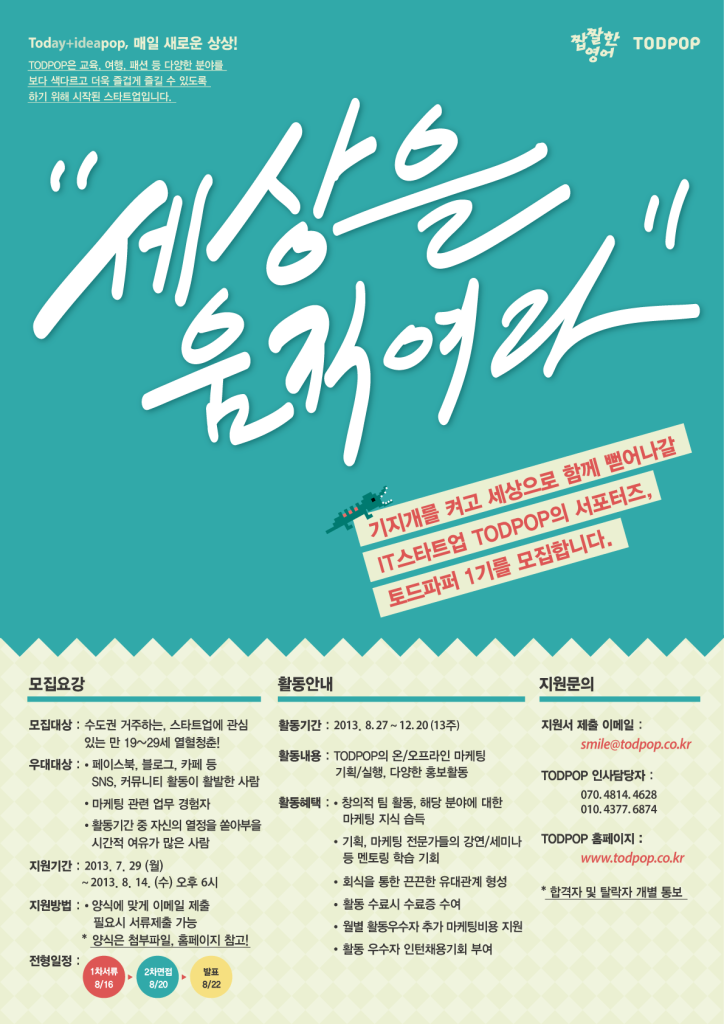 Today+ideapop, 매일 새로운 상상!
TODPOP은 교육, 여행, 패션 등 다양한 분야를
보다 색다르고 더욱 즐겁게 즐길 수 있도록
하기 위해 시작된 스타트업입니다.
짭짤한
영어
TODPOP
"세상을
움직여라"
기지개를 켜고 세상으로 함께 뻗어나갈
IT스타트업 TODPOP의 서포터즈,
토드파퍼 1기를 모집합니다.
모집요강
모집대상 : 수도권 거주하는, 스타트업에 관심
있는 만 19~29세 열혈청춘!
우대대상 : • 페이스북, 블로그, 카페 등
SNS, 커뮤니티 활동이 활발한 사람
• 마케팅 관련 업무 경험자
• 활동기간 중 자신의 열정을 쏟아부을
시간적 여유가 많은 사람
지원기간 : 2013. 7. 29 (월)
~ 2013. 8. 14. (수) 오후 6시
지원방법 : • 양식에 맞게 이메일 제출
필요시 서류제출 가능
* 양식은 첨부파일, 홈페이지 참고!
전형일정 :
1차서류
8/16
2차면접
8/20
발표
8/22
활동안내
활동기간 : 2013. 8.27 ~ 12.20 (13주)
활동내용 : TODPOP의 온/오프라인 마케팅
기획/실행, 다양한 홍보활동
활동혜택 : • 창의적 팀 활동, 해당 분야에 대한
마케팅 지식 습득
• 기획, 마케팅 전문가들의 강연/세미나
등 멘토링 학습 기회
• 회식을 통한 끈끈한 유대관계 형성
• 활동 수료시 수료증 수여
• 월별 활동우수자 추가 마케팅비용 지원
• 활동 우수자 인턴채용기회 부여
지원문의
지원서 제출 이메일 :
smile@todpop.co.kr
TODPOP 인사담당자 :
070. 4814. 4628
010. 4377. 6874
TODPOP 홈페이지 :
www.todpop.co.kr
* 합격자 및 탈락자 개별 통보